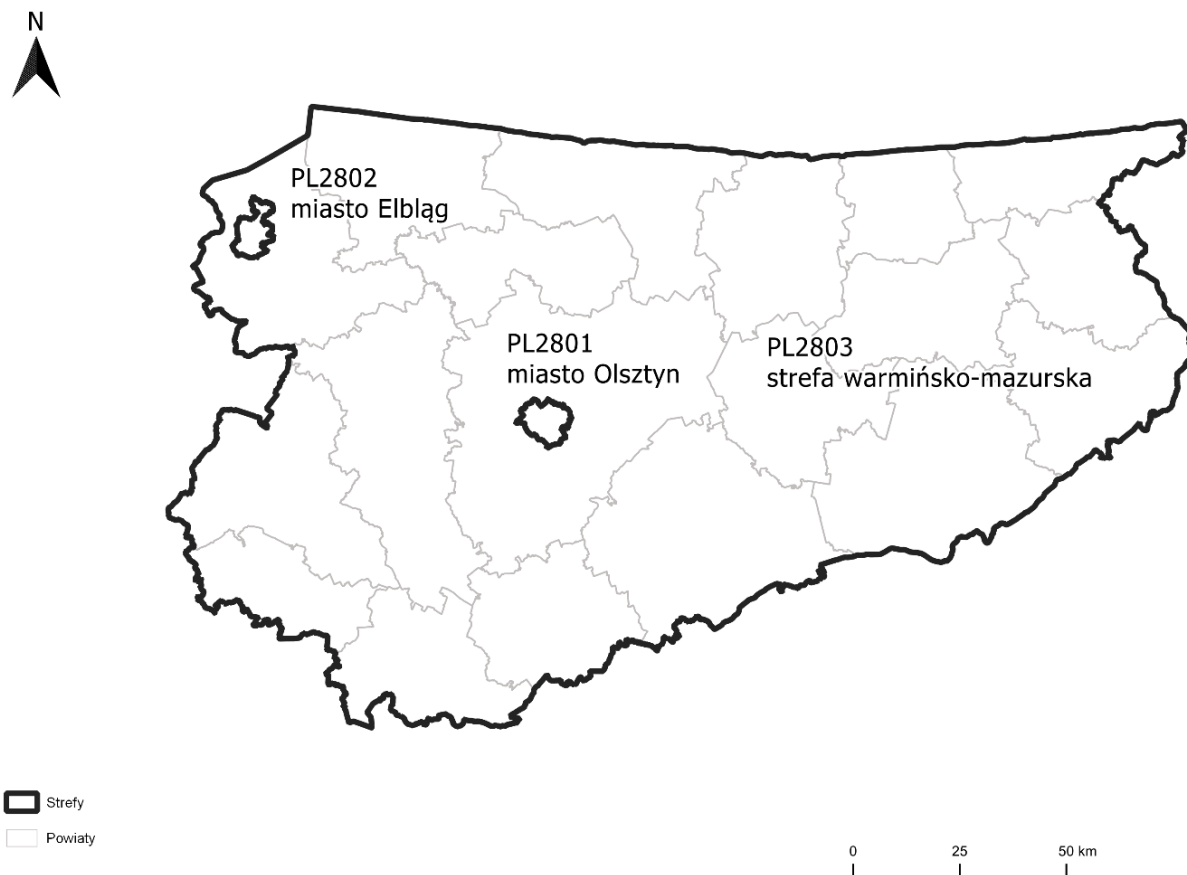 N
PL2802
miasto Elbląg
PL2801
miasto Olsztyn
PL2803
strefa warmińsko-mazurska
Strefy
Powiaty
0 25 50 km